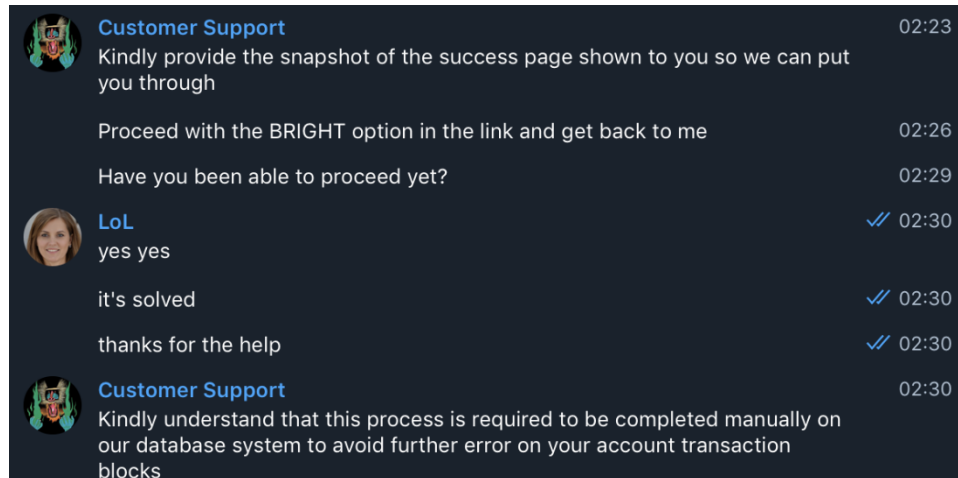 Customer Support 02:23
Kindly provide the snapshot of the success page shown to you so we can put
you through
Proceed with the BRIGHT option in the link and get back to me 02:26
Have you been able to proceed yet? 02:29
LoL 02:30
yes yes
it's solved 02:30
thanks for the help 02:30
Customer Support 02:30
Kindly understand that this process is required to be completed manually on
our database system to avoid further error on your account transaction
blocks